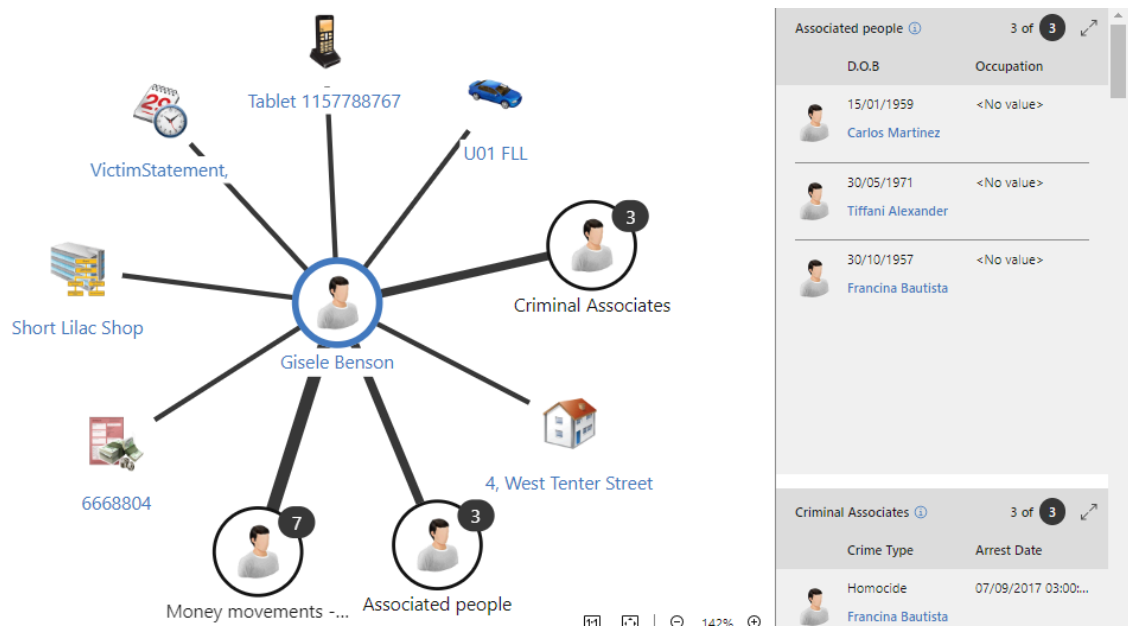 Tablet 1157788767
U01 FLL
VictimStatement,
3
Criminal Associates
Short Lilac Shop
Gisele Benson
4, West Tenter Street
6668804
7
3
Money movements -...
Associated people
142%
Associated people
3 of 3
D.O.B
Occupation
15/01/1959
<No value>
Carlos Martinez
30/05/1971
<No value>
Tiffani Alexander
30/10/1957
<No value>
Francina Bautista
Criminal Associates
3 of 3
Crime Type
Arrest Date
Homocide
07/09/2017 03:00:...
Francina Bautista